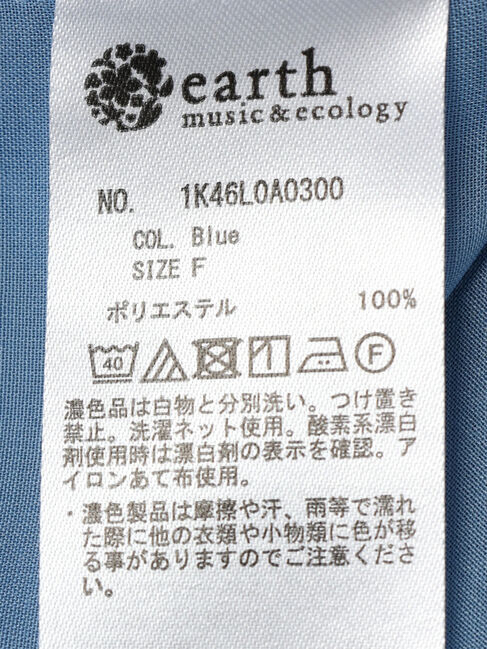 earth
music&ecology
NO. 1K46L0A0300
COL. Blue
SIZE F
ポリエステル 100%
40 F
濃色品は白物と分別洗い。つけ置き
禁止。洗濯ネット使用。酸素系漂白
剤使用時は漂白剤の表示を確認。ア
イロンあて布使用。
・濃色製品は摩擦や汗、雨等で濡れ
た際に他の衣類や小物類に色が移
る事がありますのでご注意くださ
い。